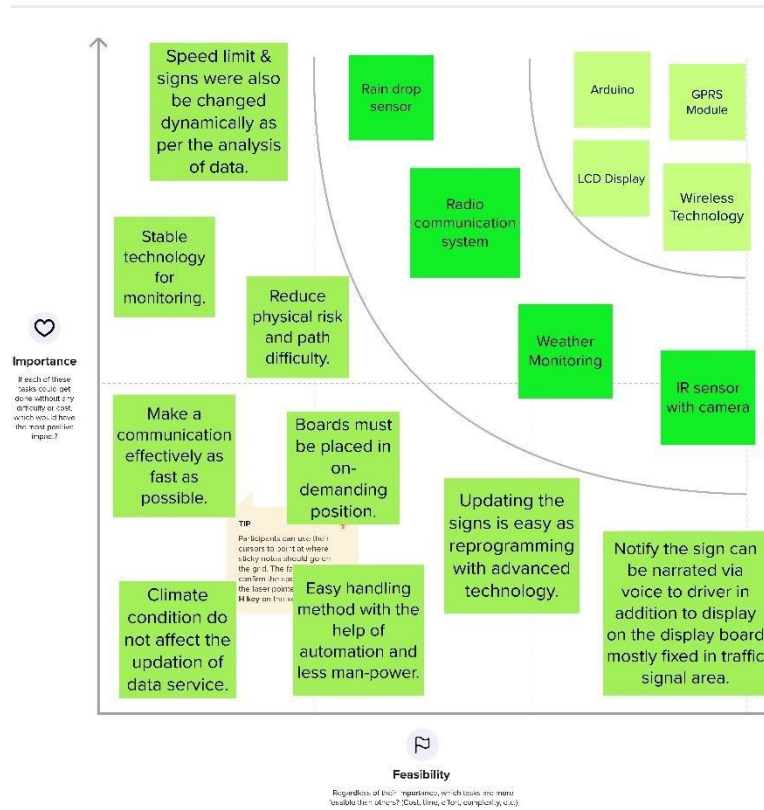 Speed limit &
signs were also
be changed
dynamically as
per the analysis
of data.
Rain drop
sensor
Arduino
GPRS
Module
LCD Display
Wireless
Technology
Radio
communication
system
Stable
technology
for
monitoring.
Reduce
physical risk
and path
difficulty.
Weather
Monitoring
IR sensor
with camera
Importance
If each of these
tasks could get
done without any
difficulty or cost,
which would have
the most positive
impact?
Make a
communication
effectively as
fast as
possible.
Boards must
be placed in
on-
demanding
position.
Updating the
signs is easy as
reprogramming
with advanced
technology.
Notify the sign can
be narrated via
voice to driver in
addition to display
on the display board
mostly fixed in traffic
signal area.
TIP
Participants can use their
cursors to point at where
sticky notes should go on
the grid. The
confirm the
the laser
H key on the
Climate
condition do
not affect the
updation of
data service.
Easy handling
method with the
help of
automation and
less man-power.
Feasibility
Regardless of their importance, which tasks are more
feasible than others? (Cost, time, effort, complexity, etc.)